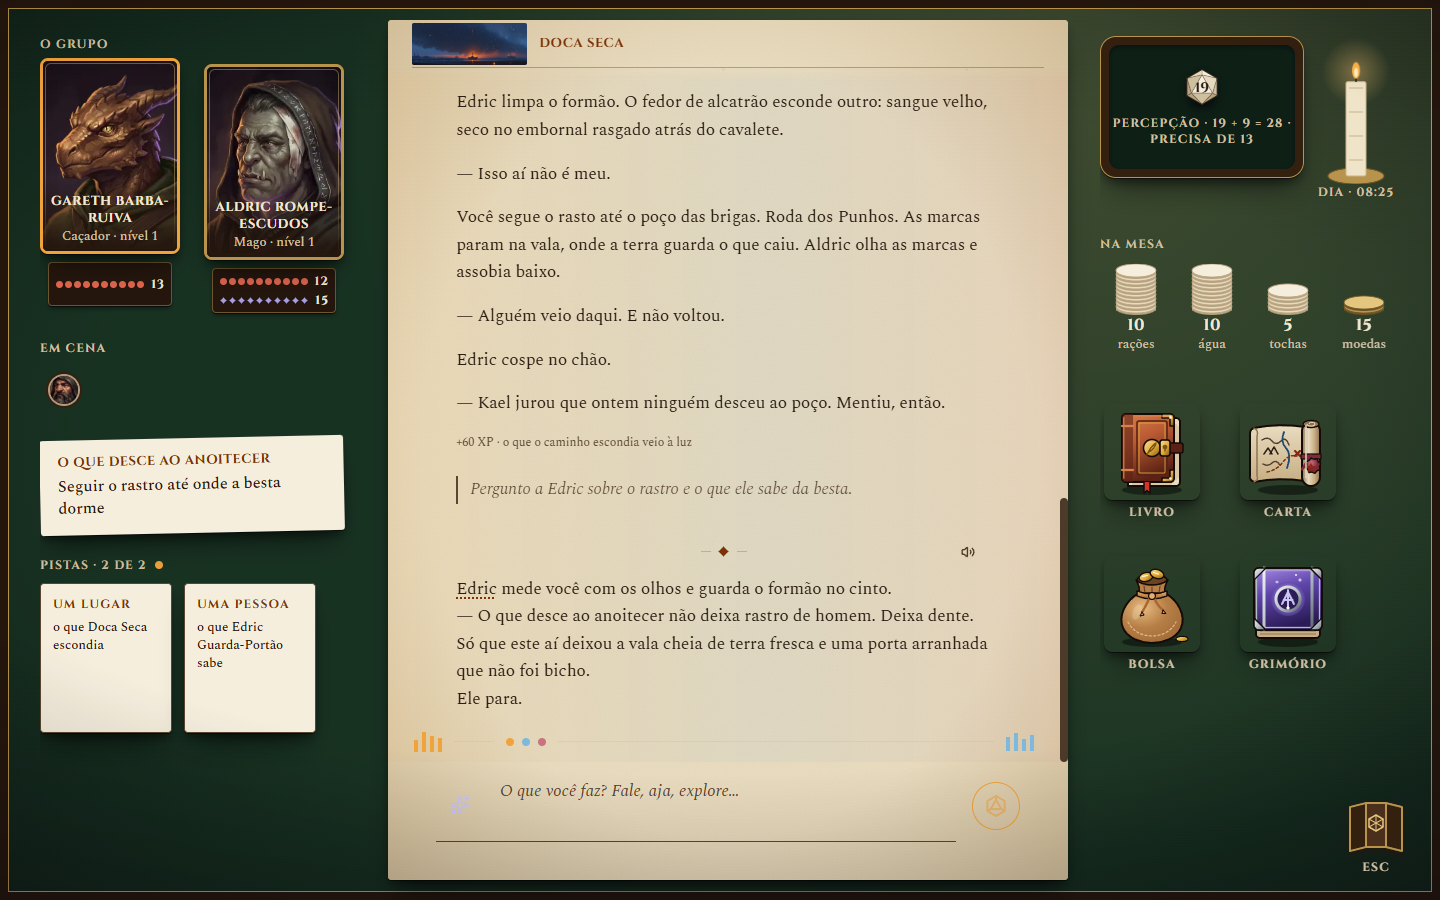 O GRUPO
GARETH BARBA-
RUIVA
Caçador · nível 1
13
ALDRIC ROMPE-
ESCUDOS
Mago · nível 1
12
15
EM CENA
O QUE DESCE AO ANOITECER
Seguir o rastro até onde a besta
dorme
PISTAS · 2 DE 2
UM LUGAR
o que Doca Seca
escondia
UMA PESSOA
o que Edric
Guarda-Portão
sabe
DOCA SECA
Edric limpa o formão. O fedor de alcatrão esconde outro: sangue velho,
seco no embornal rasgado atrás do cavalete.
— Isso aí não é meu.
Você segue o rasto até o poço das brigas. Roda dos Punhos. As marcas
param na vala, onde a terra guarda o que caiu. Aldric olha as marcas e
assobia baixo.
— Alguém veio daqui. E não voltou.
Edric cospe no chão.
— Kael jurou que ontem ninguém desceu ao poço. Mentiu, então.
+60 XP · o que o caminho escondia veio à luz
Pergunto a Edric sobre o rastro e o que ele sabe da besta.
Edric mede você com os olhos e guarda o formão no cinto.
— O que desce ao anoitecer não deixa rastro de homem. Deixa dente.
Só que este aí deixou a vala cheia de terra fresca e uma porta arranhada
que não foi bicho.
Ele para.
O que você faz? Fale, aja, explore...
19
PERCEPÇÃO · 19 + 9 = 28 ·
PRECISA DE 13
DIA · 08:25
NA MESA
10
rações
10
água
5
tochas
15
moedas
LIVRO
CARTA
BOLSA
GRIMÓRIO
ESC